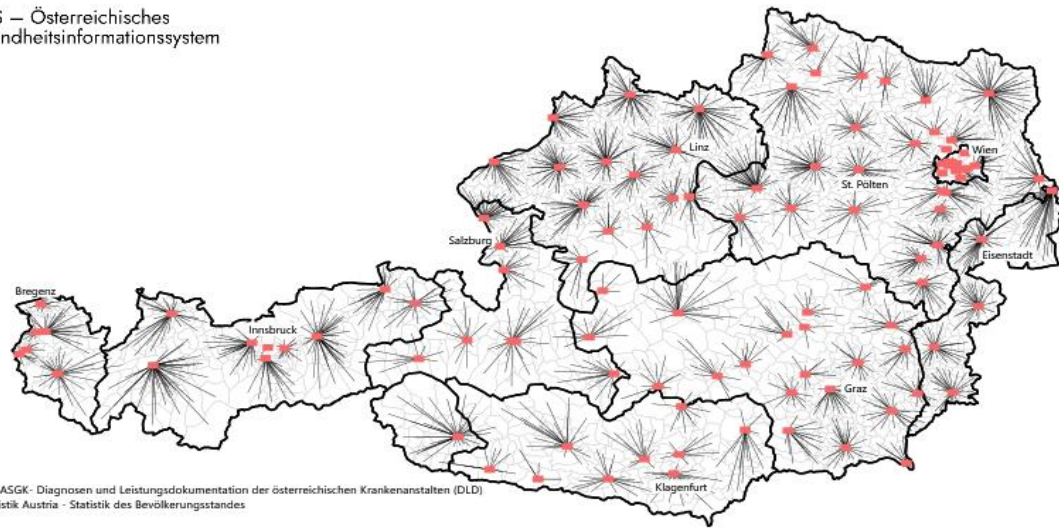 S – Österreichisches
ndheitsinformationssystem
Linz
Wien
St. Pölten
Salzburg
Eisenstadt
Bregenz
Innsbruck
Graz
Klagenfurt
ASGK- Diagnosen und Leistungsdokumentation der österreichischen Krankenanstalten (DLD)
istik Austria - Statistik des Bevölkerungsstandes